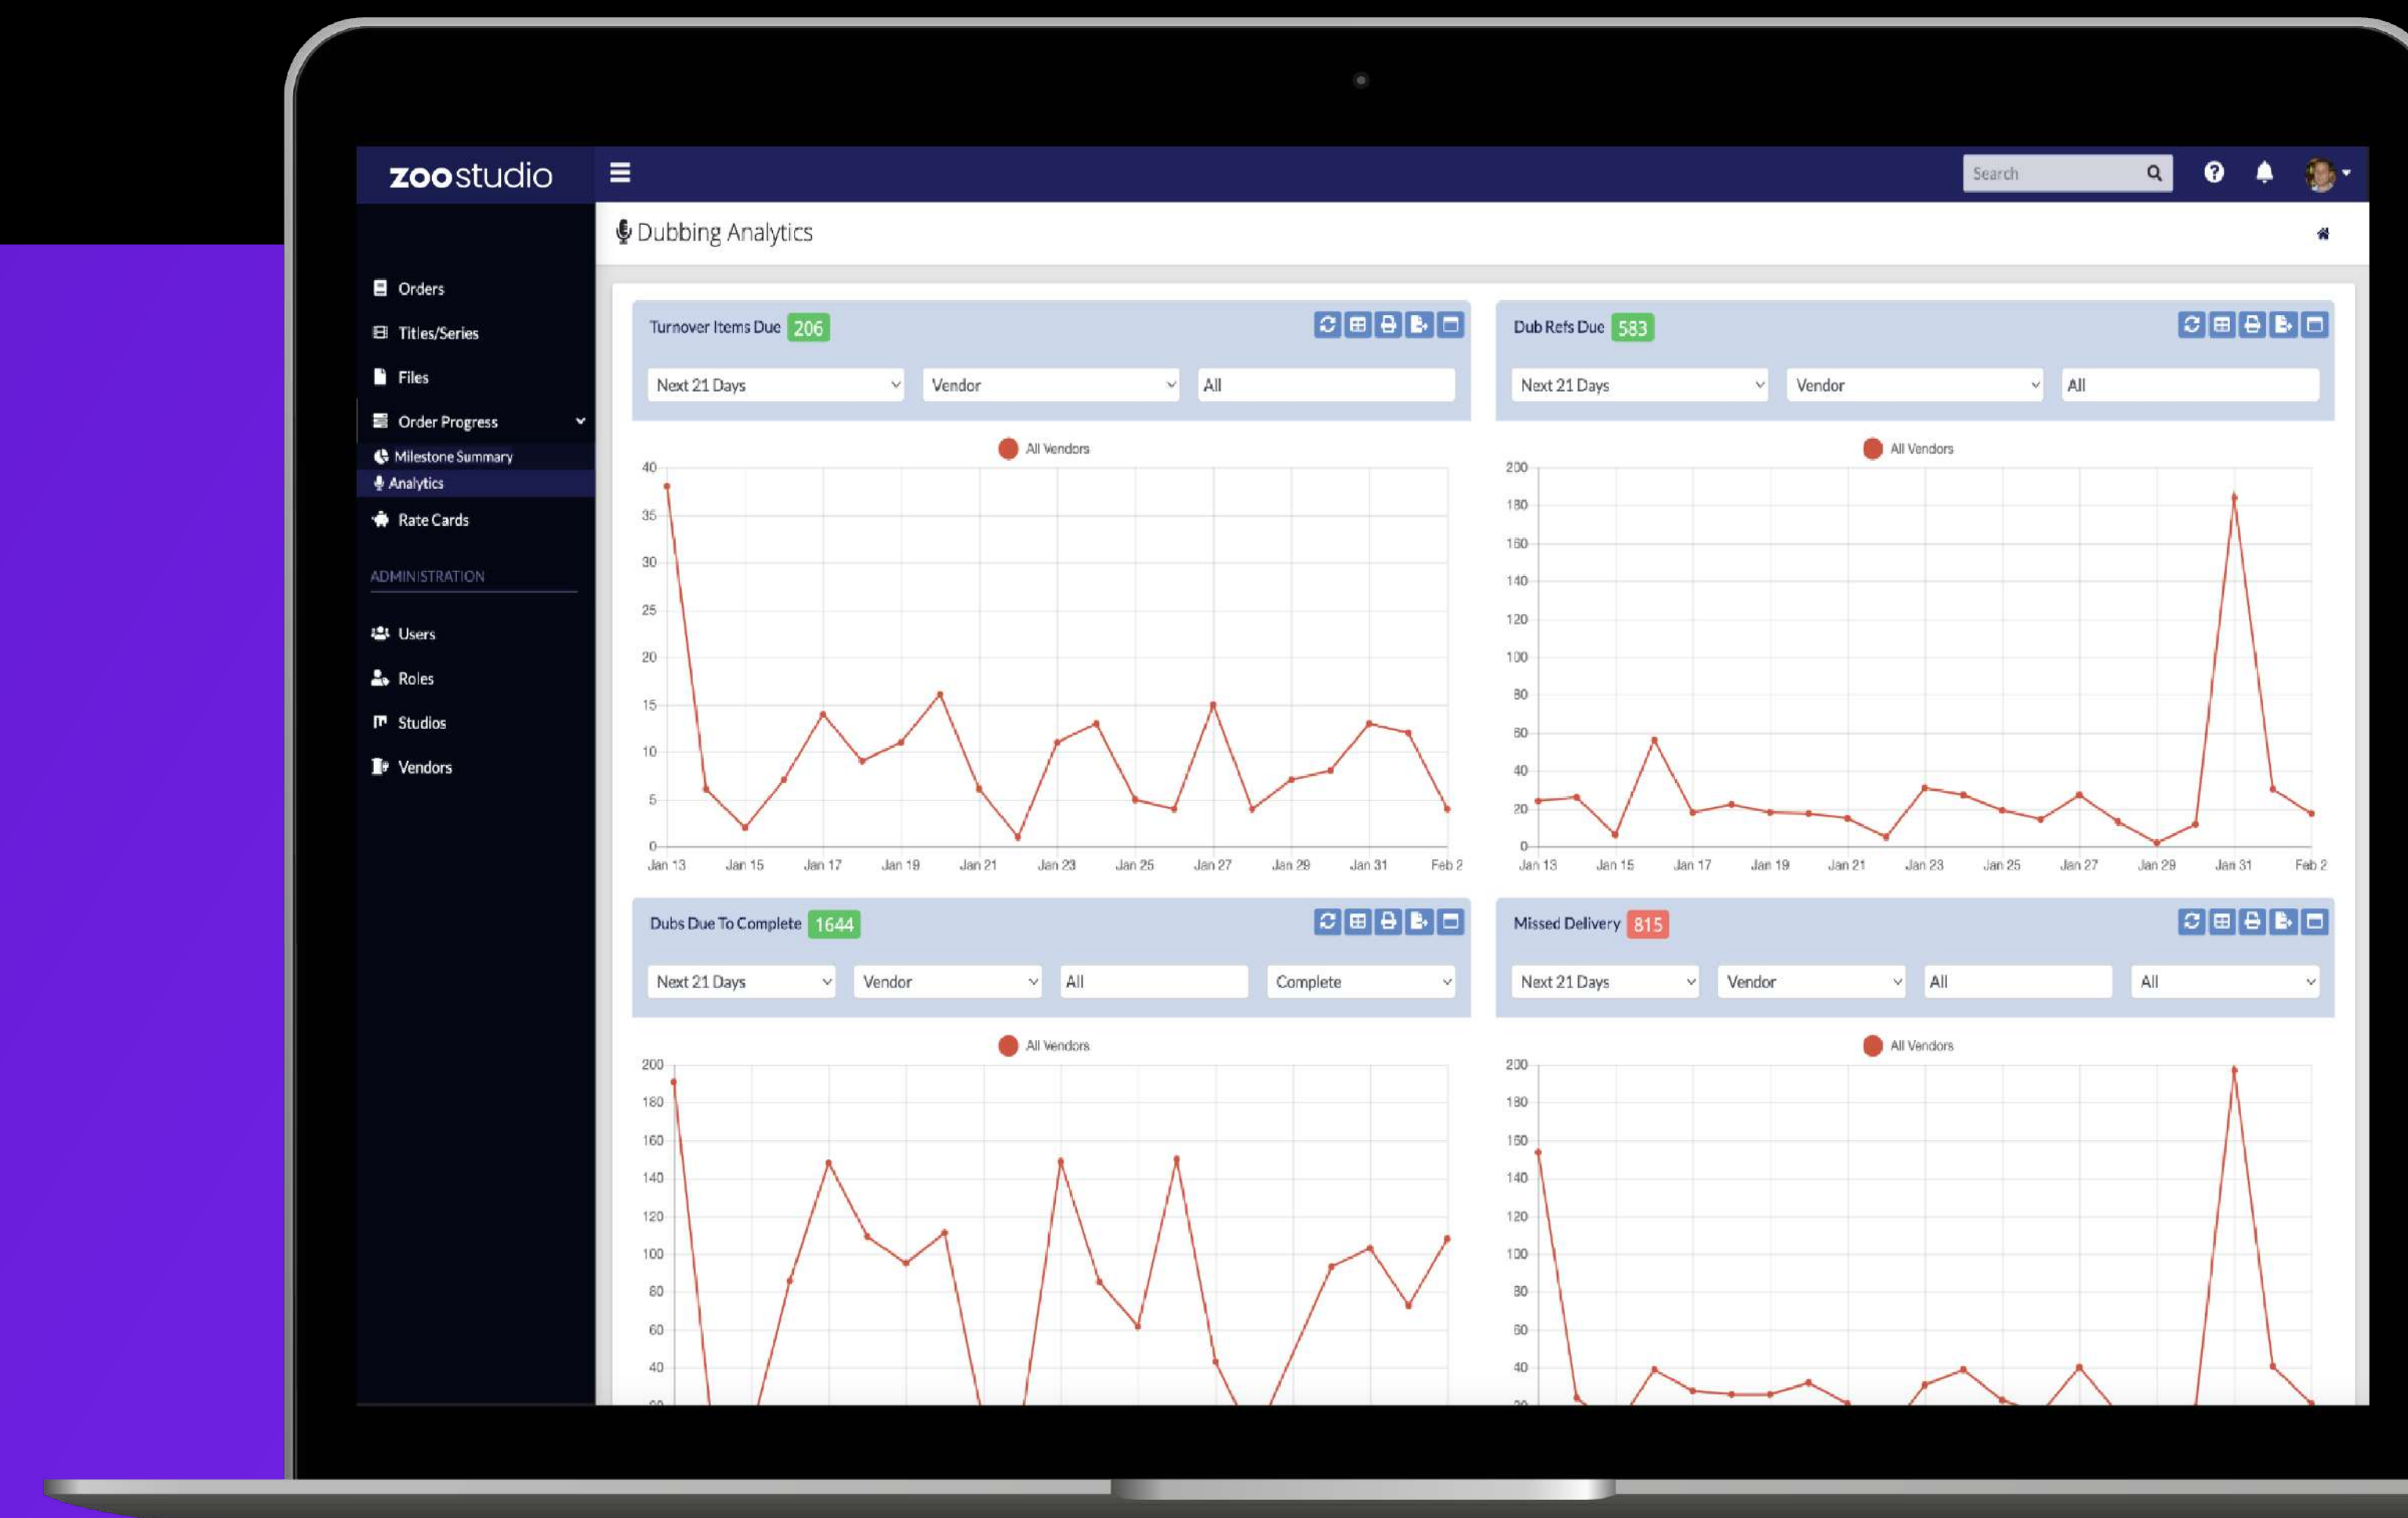 zoostudio
Search
Dubbing Analytics
Orders
Titles/Series
Files
Order Progress
Milestone Summary
Analytics
Rate Cards
ADMINISTRATION
Users
Roles
Studios
Vendors
Turnover Items Due 206
Next 21 Days Vendor All
All Vendors
40
35
30
25
20
15
10
5
0
Jan 13 Jan 15 Jan 17 Jan 19 Jan 21 Jan 23 Jan 25 Jan 27 Jan 29 Jan 31 Feb 2
Dub Refs Due 583
Next 21 Days Vendor All
All Vendors
200
180
160
140
120
100
80
60
40
20
0
Jan 13 Jan 15 Jan 17 Jan 19 Jan 21 Jan 23 Jan 25 Jan 27 Jan 29 Jan 31 Feb 2
Dubs Due To Complete 1644
Next 21 Days Vendor All Complete
All Vendors
200
180
160
140
120
100
80
60
40
Missed Delivery 815
Next 21 Days Vendor All All
All Vendors
200
180
160
140
120
100
80
60
40